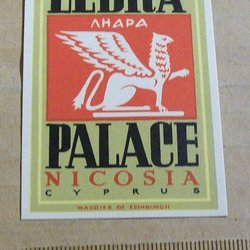 LEDRA
ΛΗΔΡΑ
PALACE
NICOSIA
CYPRUS
WADDIES OF EDINBURGH